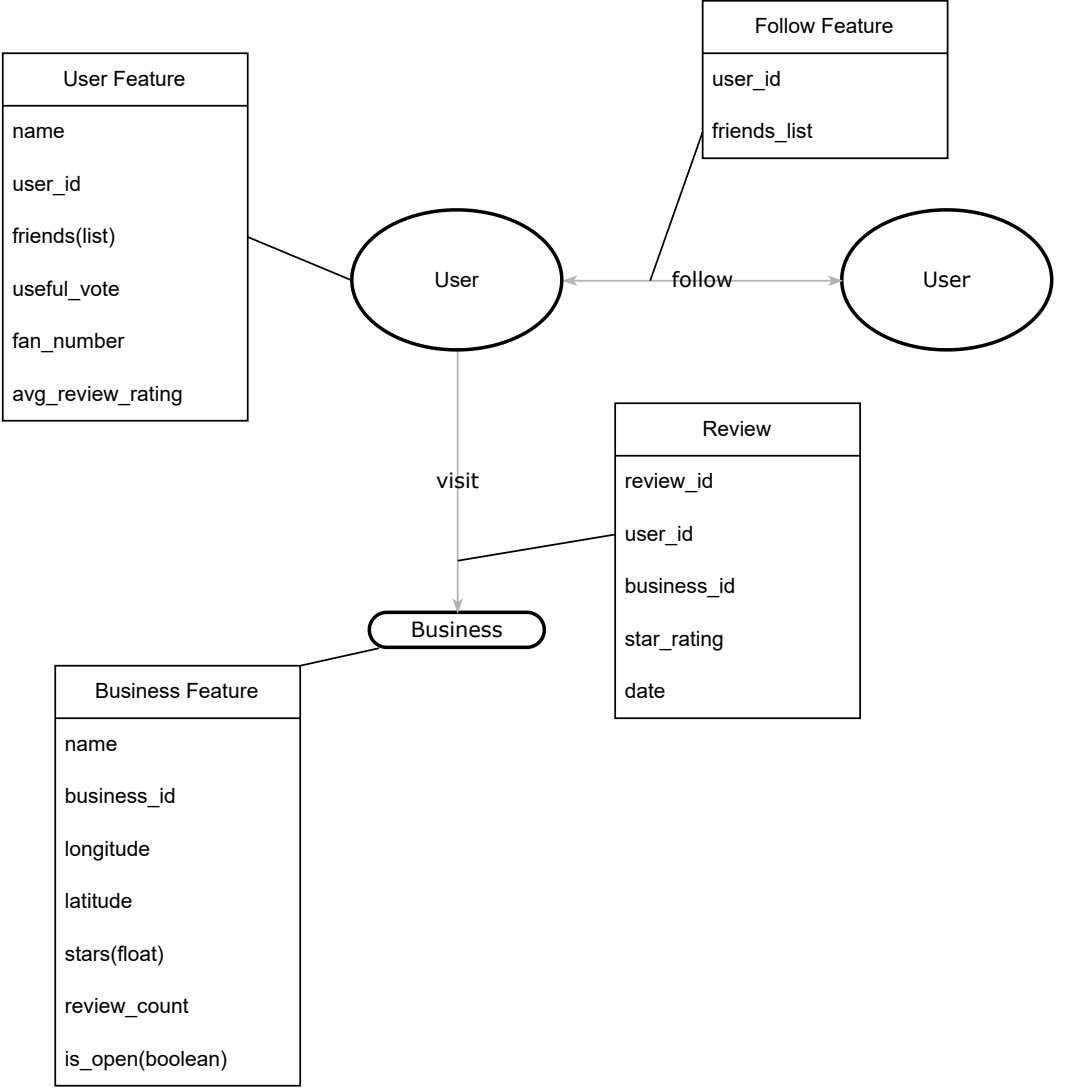 Follow Feature
user_id
friends_list
User Feature
name
user_id
friends(list)
useful_vote
fan_number
avg_review_rating
User
follow
User
visit
Review
review_id
user_id
business_id
star_rating
date
Business
Business Feature
name
business_id
longitude
latitude
stars(float)
review_count
is_open(boolean)